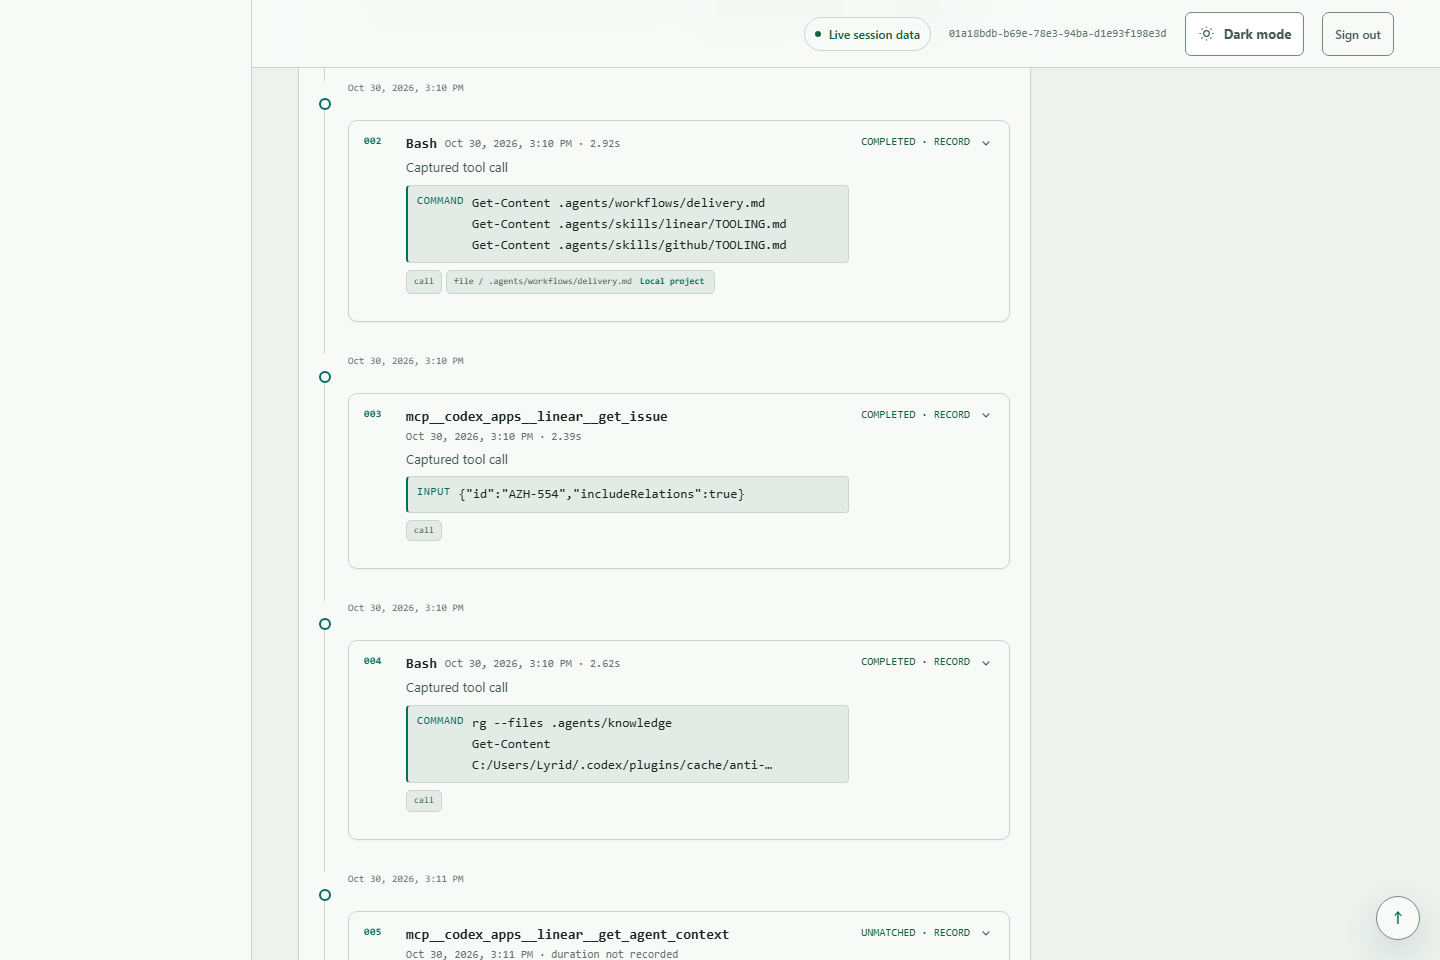 Live session data
01a18bdb-b69e-78e3-94ba-d1e93f198e3d
Dark mode
Sign out
Oct 30, 2026, 3:10 PM
002
Bash Oct 30, 2026, 3:10 PM · 2.92s
COMPLETED · RECORD
Captured tool call
COMMAND Get-Content .agents/workflows/delivery.md
Get-Content .agents/skills/linear/TOOLING.md
Get-Content .agents/skills/github/TOOLING.md
call
file / .agents/workflows/delivery.md Local project
Oct 30, 2026, 3:10 PM
003
mcp__codex_apps__linear__get_issue
COMPLETED · RECORD
Oct 30, 2026, 3:10 PM · 2.39s
Captured tool call
INPUT {"id":"AZH-554","includeRelations":true}
call
Oct 30, 2026, 3:10 PM
004
Bash Oct 30, 2026, 3:10 PM · 2.62s
COMPLETED · RECORD
Captured tool call
COMMAND rg --files .agents/knowledge
Get-Content
C:/Users/Lyrid/.codex/plugins/cache/anti-…
call
Oct 30, 2026, 3:11 PM
005
mcp__codex_apps__linear__get_agent_context
UNMATCHED · RECORD
Oct 30, 2026, 3:11 PM · duration not recorded